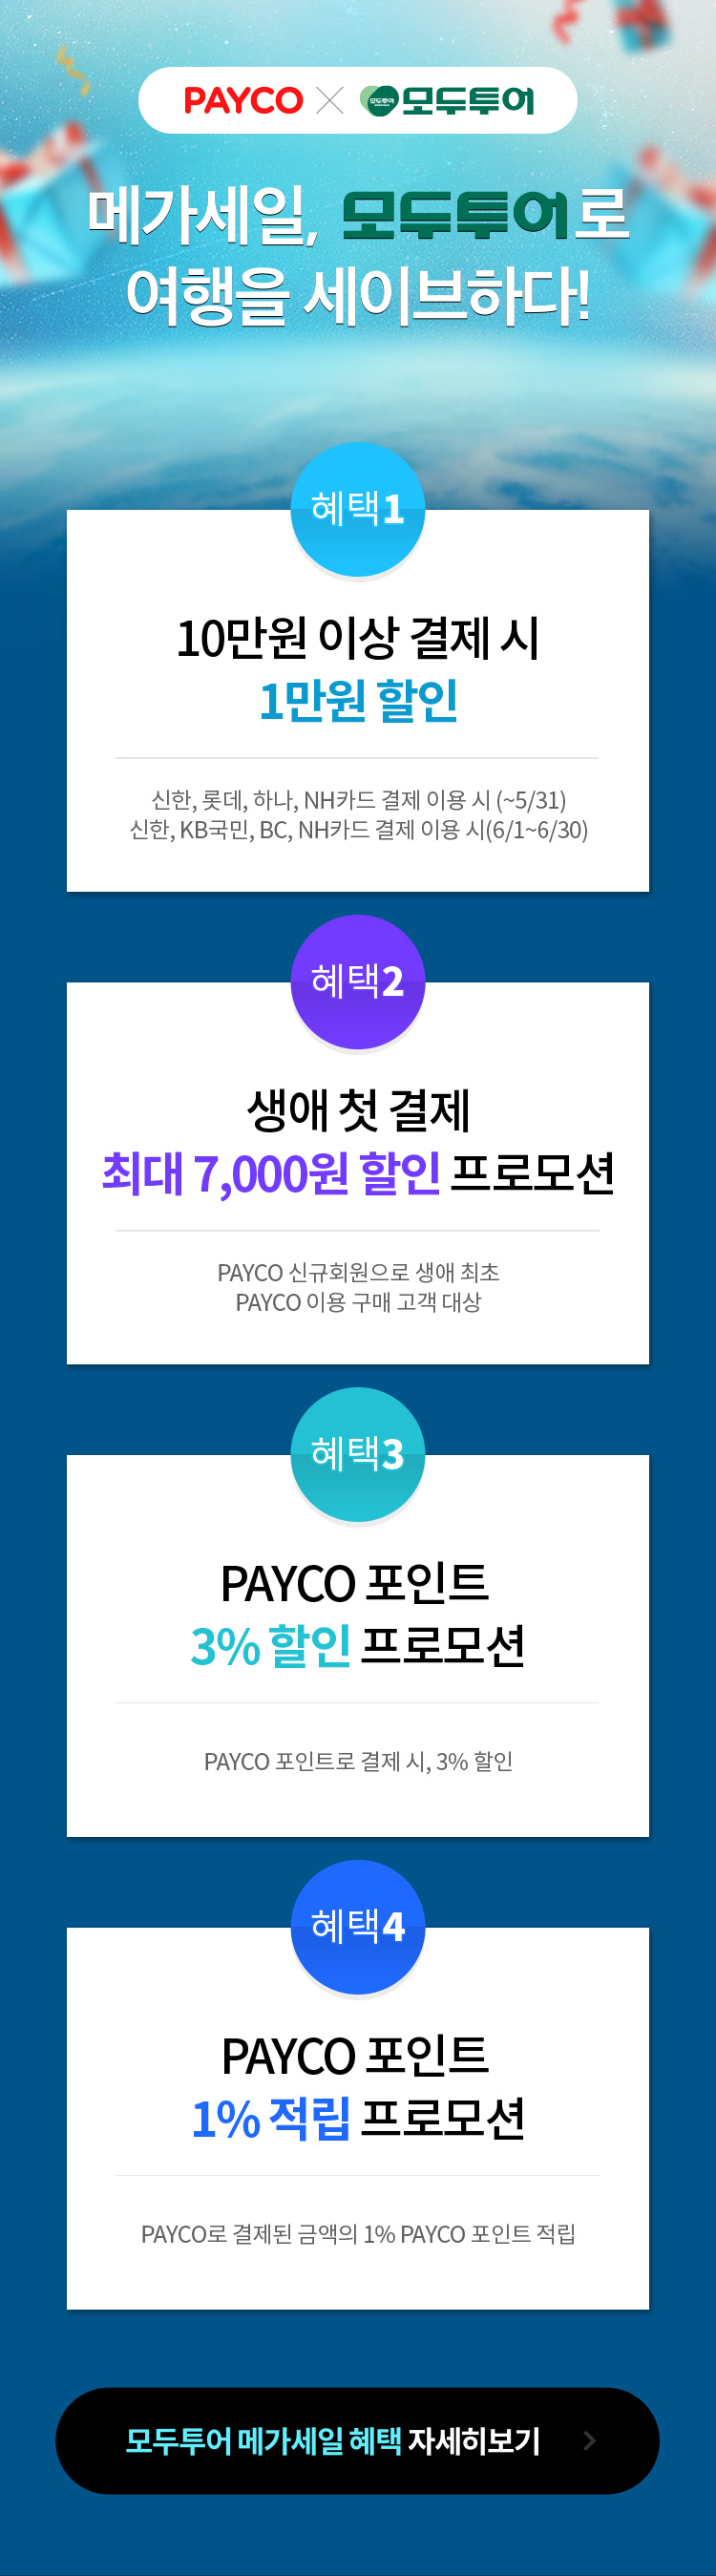 PAYCO × 모두투어 모두투어
메가세일, 모두투어로
여행을 세이브하다!
혜택1
10만원 이상 결제 시
1만원 할인
신한, 롯데, 하나, NH카드 결제 이용 시 (~5/31)
신한, KB국민, BC, NH카드 결제 이용 시(6/1~6/30)
혜택2
생애 첫 결제
최대 7,000원 할인 프로모션
PAYCO 신규회원으로 생애 최초
PAYCO 이용 구매 고객 대상
혜택3
PAYCO 포인트
3% 할인 프로모션
PAYCO 포인트로 결제 시, 3% 할인
혜택4
PAYCO 포인트
1% 적립 프로모션
PAYCO로 결제된 금액의 1% PAYCO 포인트 적립
모두투어 메가세일 혜택 자세히보기